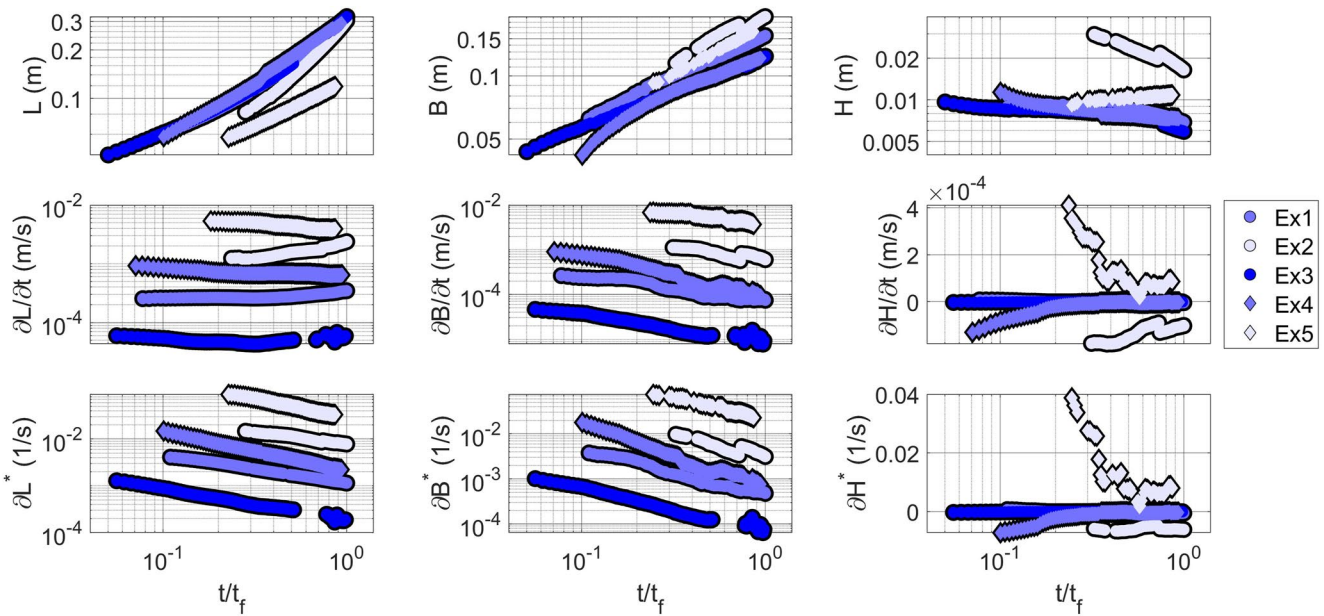 0.3
0.2
0.1
L (m)
0.15
0.1
0.05
B (m)
0.02
0.01
0.005
H (m)
10^-2
10^-4
∂L/∂t (m/s)
10^-2
10^-4
∂B/∂t (m/s)
×10^-4
4
2
0
∂H/∂t (m/s)
Ex1
Ex2
Ex3
Ex4
Ex5
10^-2
10^-4
∂L^* (1/s)
10^-1
10^0
t/t_f
10^-2
10^-3
10^-4
∂B^* (1/s)
10^-1
10^0
t/t_f
0.04
0.02
0
∂H^* (1/s)
10^-1
10^0
t/t_f